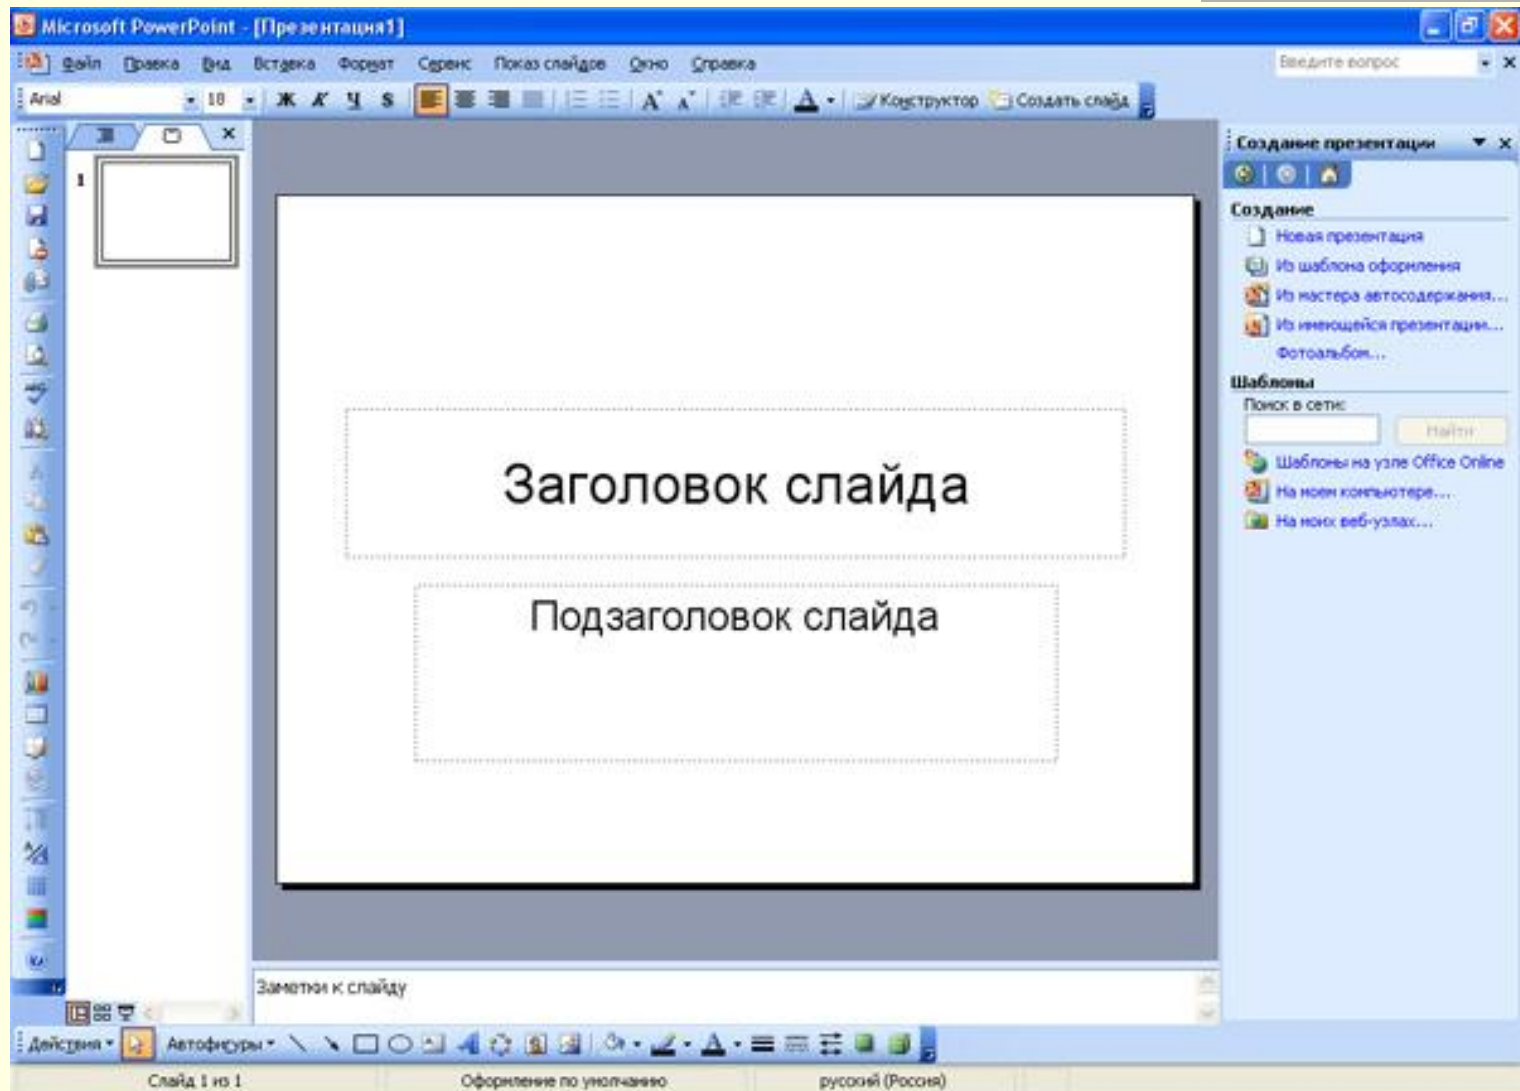 Microsoft PowerPoint - [Презентация1]
Файл Правка Вид Вставка Формат Сервис Показ слайдов Окно Справка Введите вопрос
Arial 18 Ж К Ч S A A A Конструктор Создать слайд
Создание презентации
1
Создание
Новая презентация
Из шаблона оформления
Из мастера автосодержания...
Из имеющейся презентации...
Фотоальбом...
Шаблоны
Поиск в сети:
Найти
Шаблоны на узле Office Online
На моем компьютере...
На моих веб-узлах...
Заголовок слайда
Подзаголовок слайда
Заметки к слайду
Действия Автофигуры
Слайд 1 из 1 Оформление по умолчанию русский (Россия)